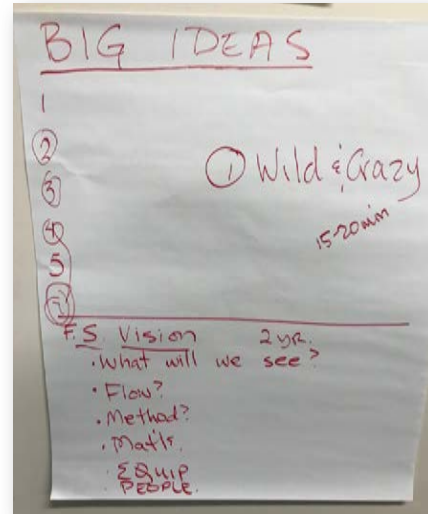 BIG IDEAS
1
2
3
4
5
① Wild & Crazy
15-20 min
F.S. Vision 2 yr.
· What will we see?
· Flow?
· Method?
· Mat'ls.
· EQUIP
· PEOPLE.